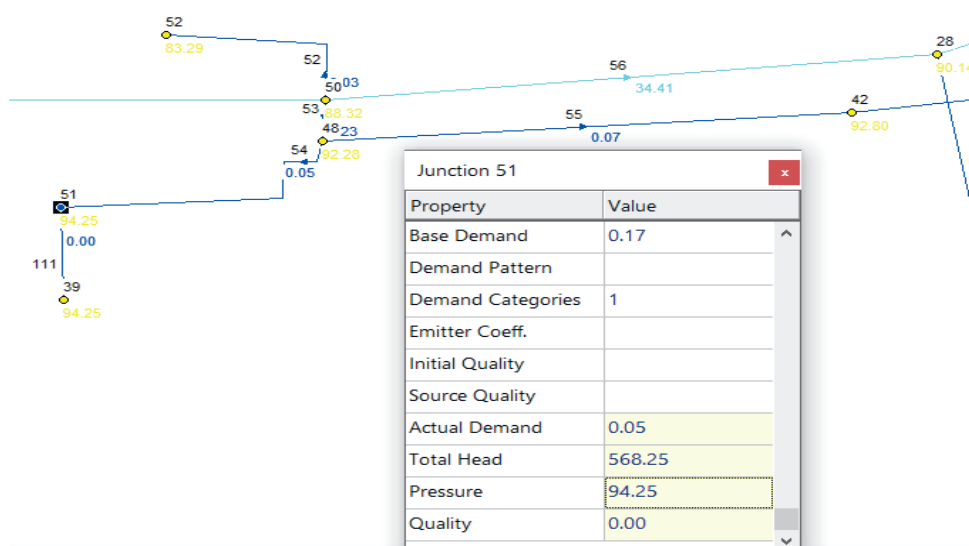 52
83.29
52
03
50
88.32
53
56
34.41
28
90.14
48
23
92.28
55
0.07
42
92.80
54
0.05
51
94.25
0.00
111
39
94.25
Junction 51
x
Property Value
Base Demand 0.17
Demand Pattern
Demand Categories 1
Emitter Coeff.
Initial Quality
Source Quality
Actual Demand 0.05
Total Head 568.25
Pressure 94.25
Quality 0.00